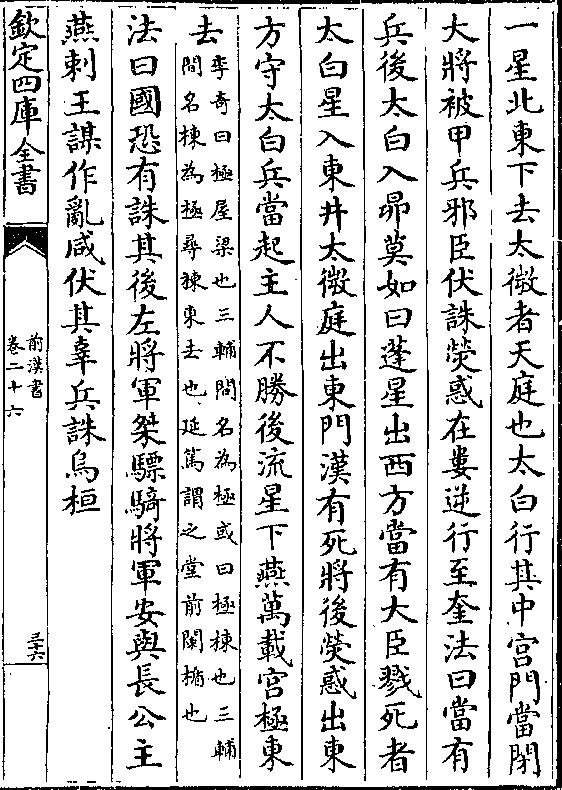 一星北東下去太微者天庭也太白行其中宫門當閉
大將被甲兵邪臣伏誅熒惑在婁逆行至奎法曰當有
兵後太白入昴莫如曰蓬星出西方當有大臣戮死者
太白星入東井太微庭出東門漢有死將後熒惑出東
方守太白兵當起主人不勝後流星下燕萬載宫極東
去李奇曰極屋梁也三輔間名為極或曰極棟也三輔
間名棟為極尋棟東去也延篤謂之堂前闌楯也
法曰國恐有誅其後左將軍桀驃騎將軍安與長公主
燕剌王謀作亂咸伏其辜兵誅烏桓
欽定四庫全書
前漢書
卷二十六
三十六